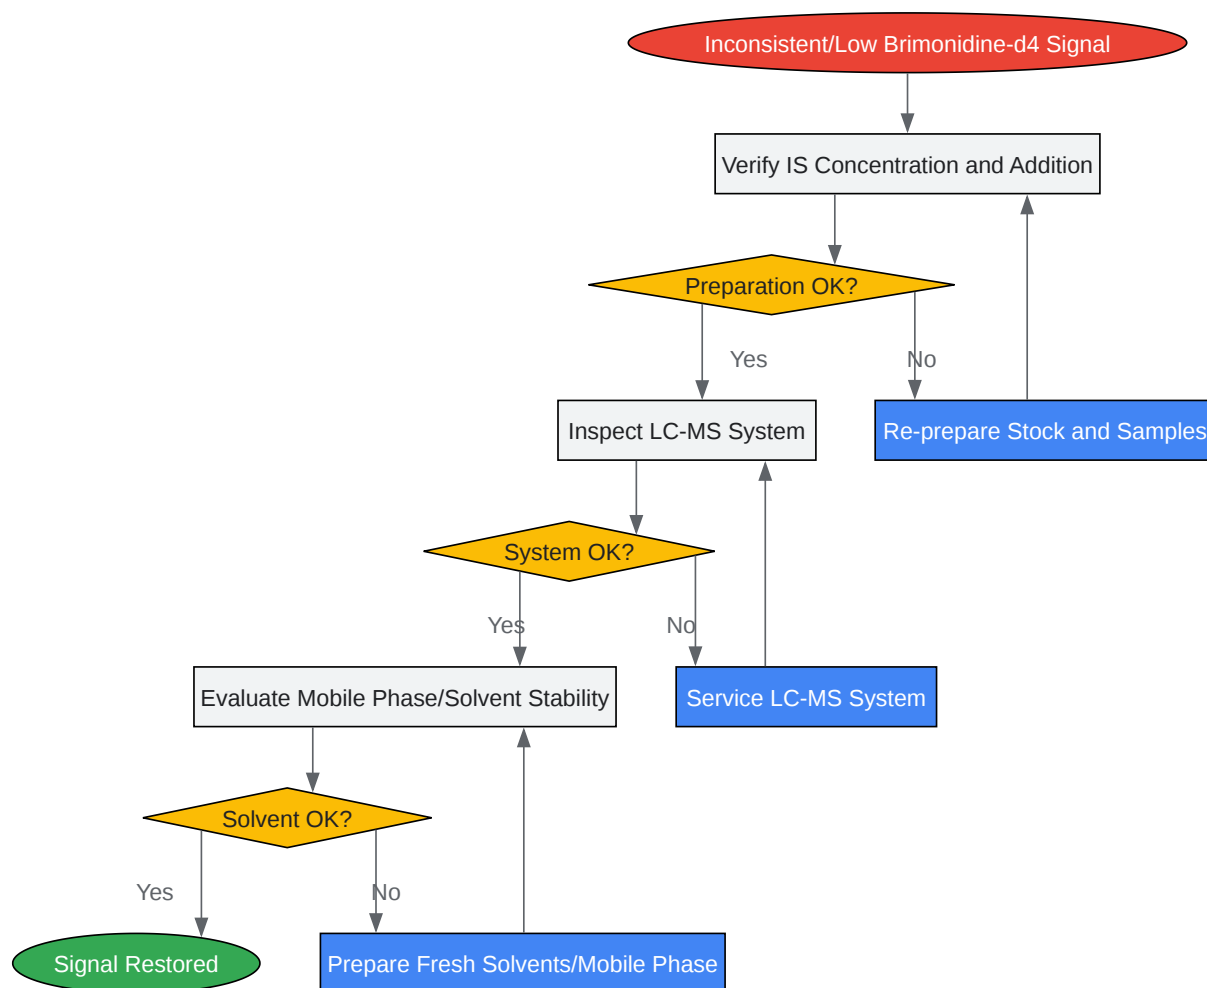 Inconsistent/Low Brimonidine-d4 Signal
Verify IS Concentration and Addition
Preparation OK?
Yes
No
Inspect LC-MS System
Re-prepare Stock and Samples
System OK?
Yes
No
Evaluate Mobile Phase/Solvent Stability
Service LC-MS System
Solvent OK?
Yes
No
Signal Restored
Prepare Fresh Solvents/Mobile Phase